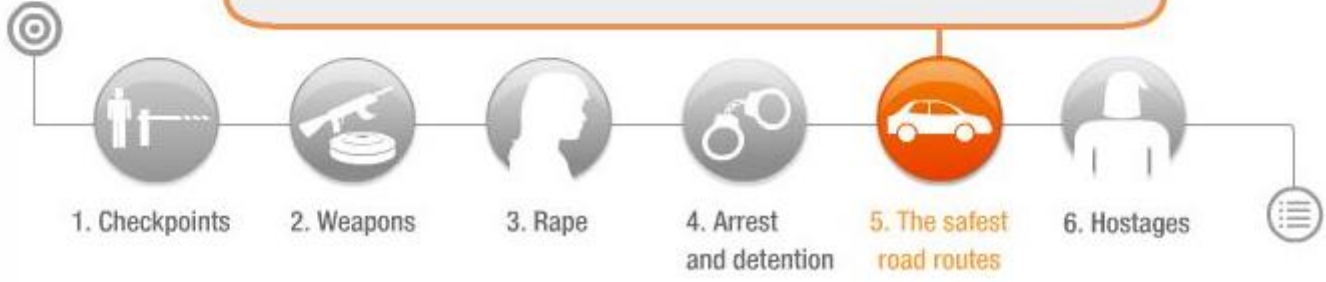 1. Checkpoints
2. Weapons
3. Rape
4. Arrest
and detention
5. The safest
road routes
6. Hostages